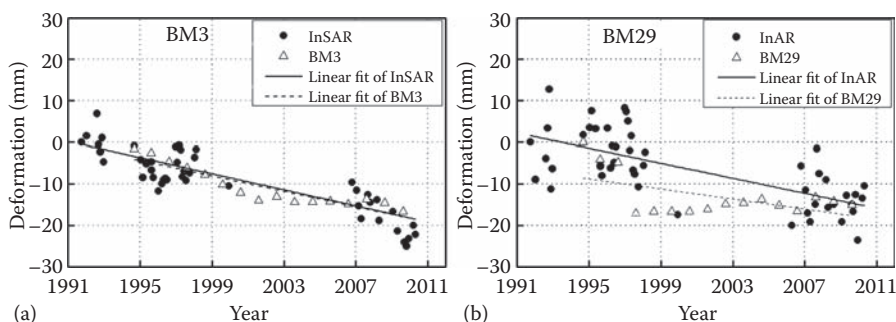 BM3
InSAR
BM3
Linear fit of InSAR
Linear fit of BM3
30
20
10
0
−10
−20
−30
Deformation (mm)
1991
1995
1999
2003
2007
2011
Year
(a)
BM29
InAR
BM29
Linear fit of InAR
Linear fit of BM29
30
20
10
0
−10
−20
−30
Deformation (mm)
1991
1995
1999
2003
2007
2011
Year
(b)